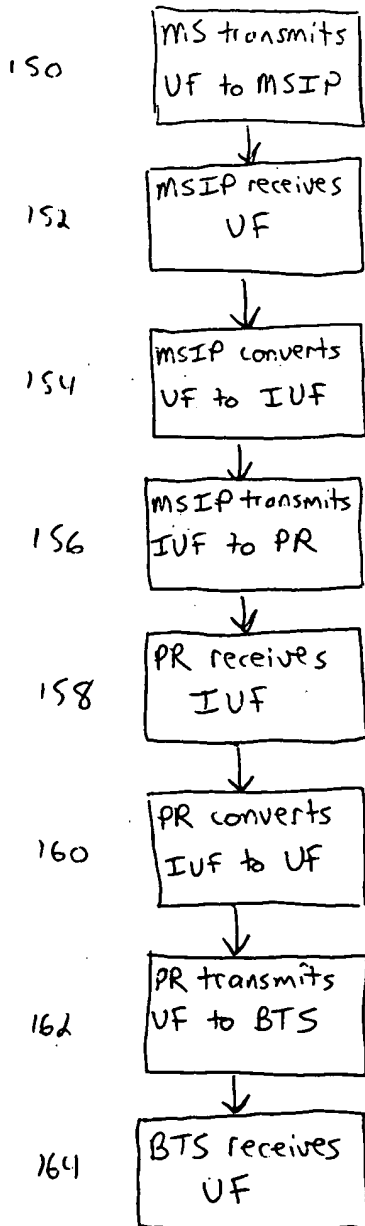 150
MS transmits
UF to MSIP
152
MSIP receives
UF
154
MSIP converts
UF to IUF
156
MSIP transmits
IUF to PR
158
PR receives
IUF
160
PR converts
IUF to UF
162
PR transmits
UF to BTS
164
BTS receives
UF